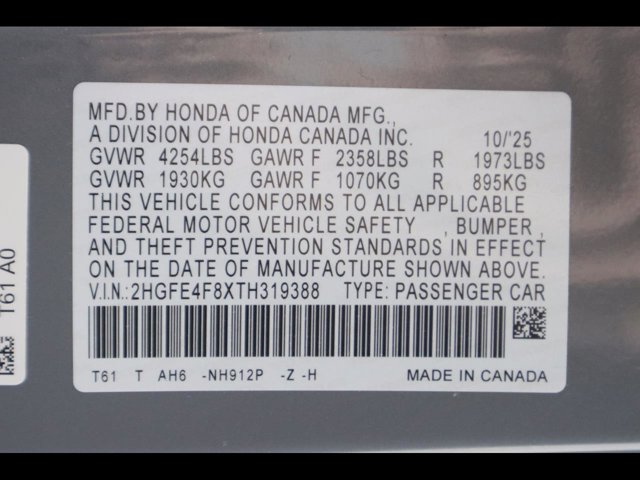 MFD.BY HONDA OF CANADA MFG.,
A DIVISION OF HONDA CANADA INC. 10/'25
GVWR 4254LBS GAWR F 2358LBS R 1973LBS
GVWR 1930KG GAWR F 1070KG R 895KG
THIS VEHICLE CONFORMS TO ALL APPLICABLE
FEDERAL MOTOR VEHICLE SAFETY , BUMPER ,
AND THEFT PREVENTION STANDARDS IN EFFECT
ON THE DATE OF MANUFACTURE SHOWN ABOVE.
V.I.N.: 2HGFE4F8XTH319388 TYPE: PASSENGER CAR
T61 T AH6 -NH912P -Z -H MADE IN CANADA
T61 A0